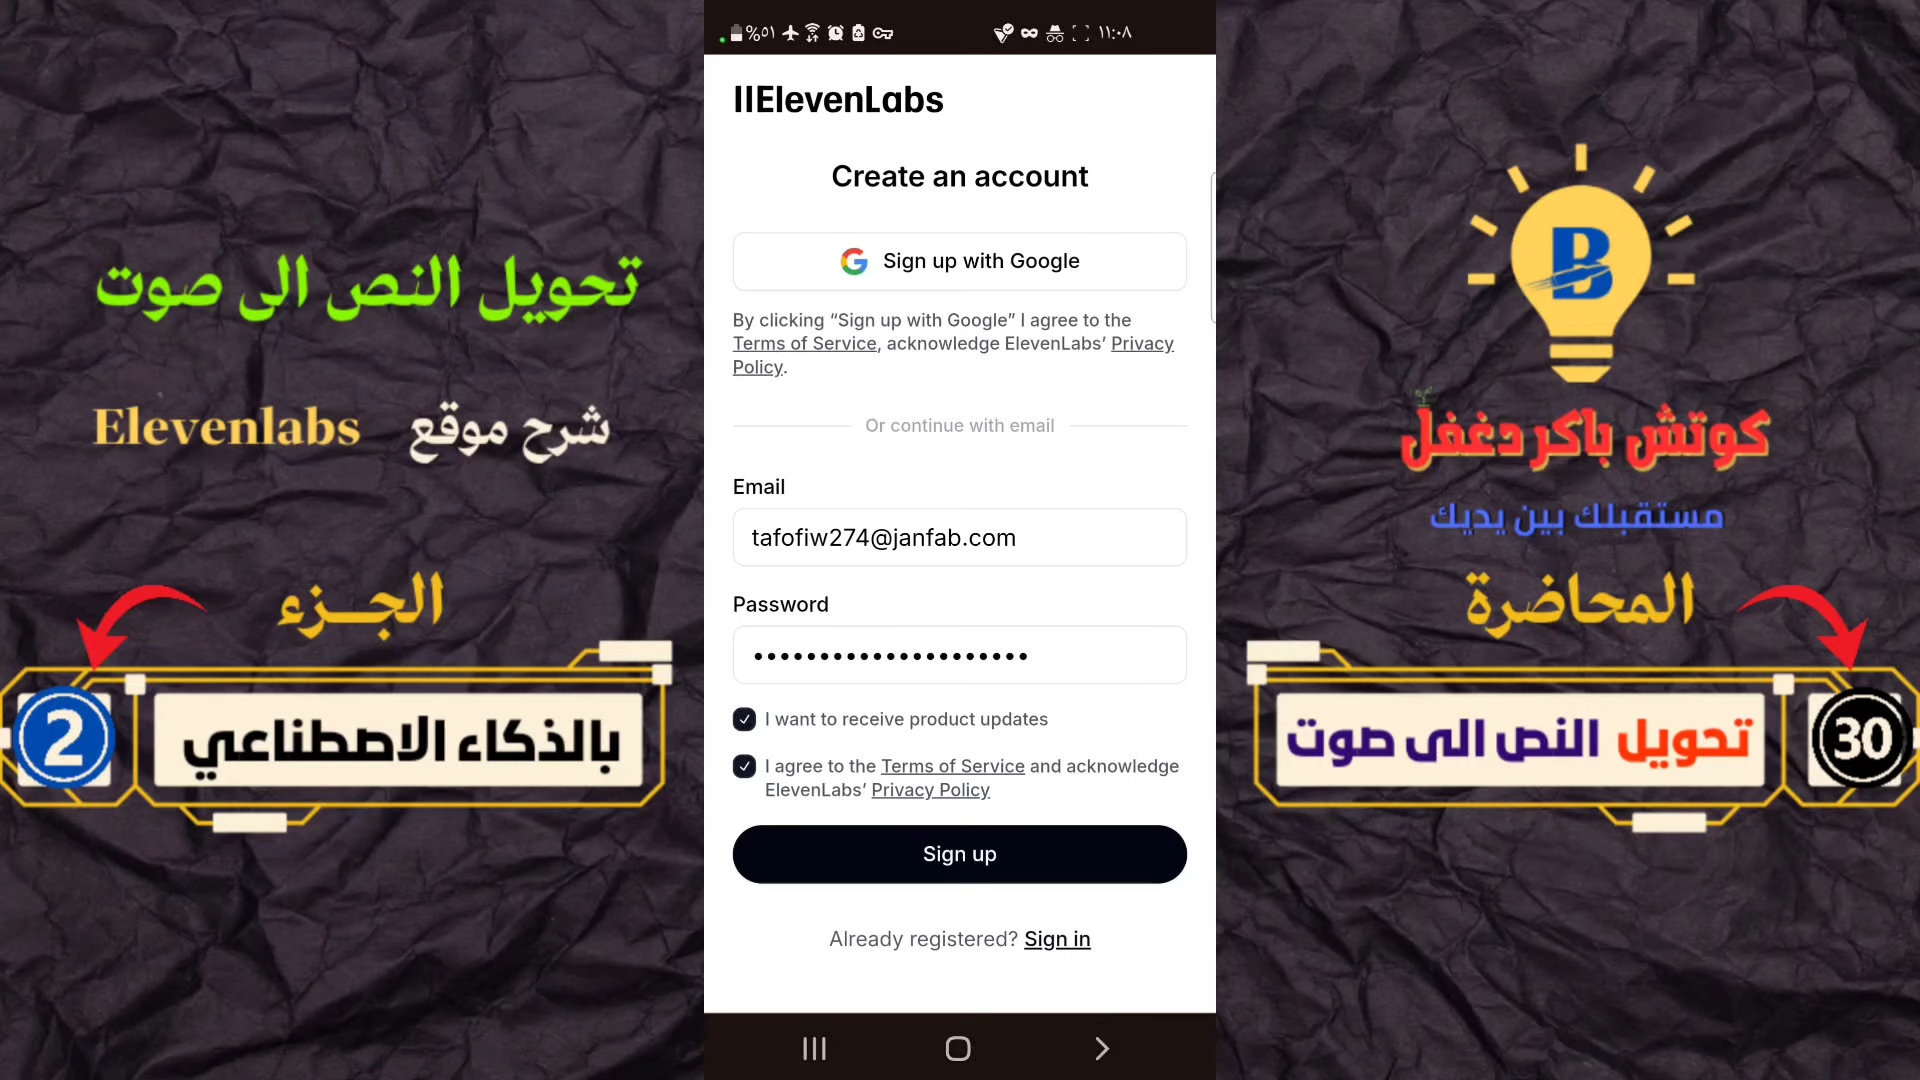 %٥١
١١:٠٨
IIElevenLabs
Create an account
Sign up with Google
By clicking “Sign up with Google” I agree to the
Terms of Service, acknowledge ElevenLabs’ Privacy
Policy.
Or continue with email
Email
tafofiw274@janfab.com
Password
••••••••••••••••••••••
I want to receive product updates
I agree to the Terms of Service and acknowledge
ElevenLabs’ Privacy Policy
Sign up
Already registered? Sign in
تحويل النص الى صوت
شرح موقع Elevenlabs
الجـزء
2
بالذكاء الاصطناعي
B
كوتش باكر دغفل
مستقبلك بين يديك
المحاضرة
تحويل النص الى صوت
30